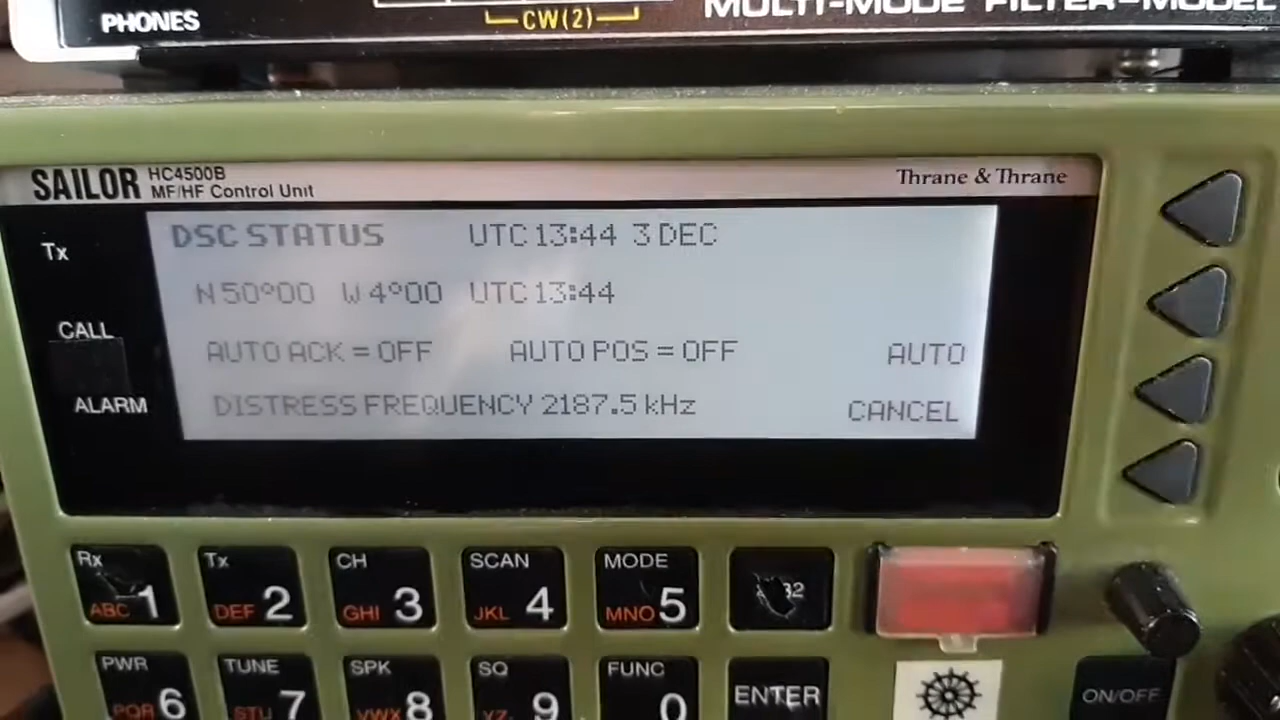 PHONES
CW(2)
MULTI-MODE FILTER-MODEL
SAILOR HC4500B
MF/HF Control Unit
Thrane & Thrane
DSC STATUS UTC 13:44 3 DEC
Tx
N 50°00 W 4°00 UTC 13:44
CALL
AUTO ACK = OFF AUTO POS = OFF AUTO
ALARM
DISTRESS FREQUENCY 2187.5 kHz CANCEL
Rx Tx CH SCAN MODE
ABC 1 DEF 2 GHI 3 JKL 4 MNO 5
PWR TUNE SPK SQ FUNC
PQR 6 STU 7 VWX 8 YZ 9 0 ENTER ON/OFF